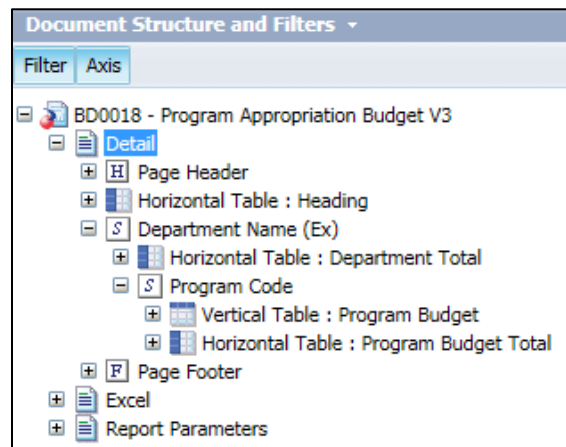 Document Structure and Filters
Filter Axis
BD0018 - Program Appropriation Budget V3
Detail
H Page Header
Horizontal Table : Heading
S Department Name (Ex)
Horizontal Table : Department Total
S Program Code
Vertical Table : Program Budget
Horizontal Table : Program Budget Total
F Page Footer
Excel
Report Parameters